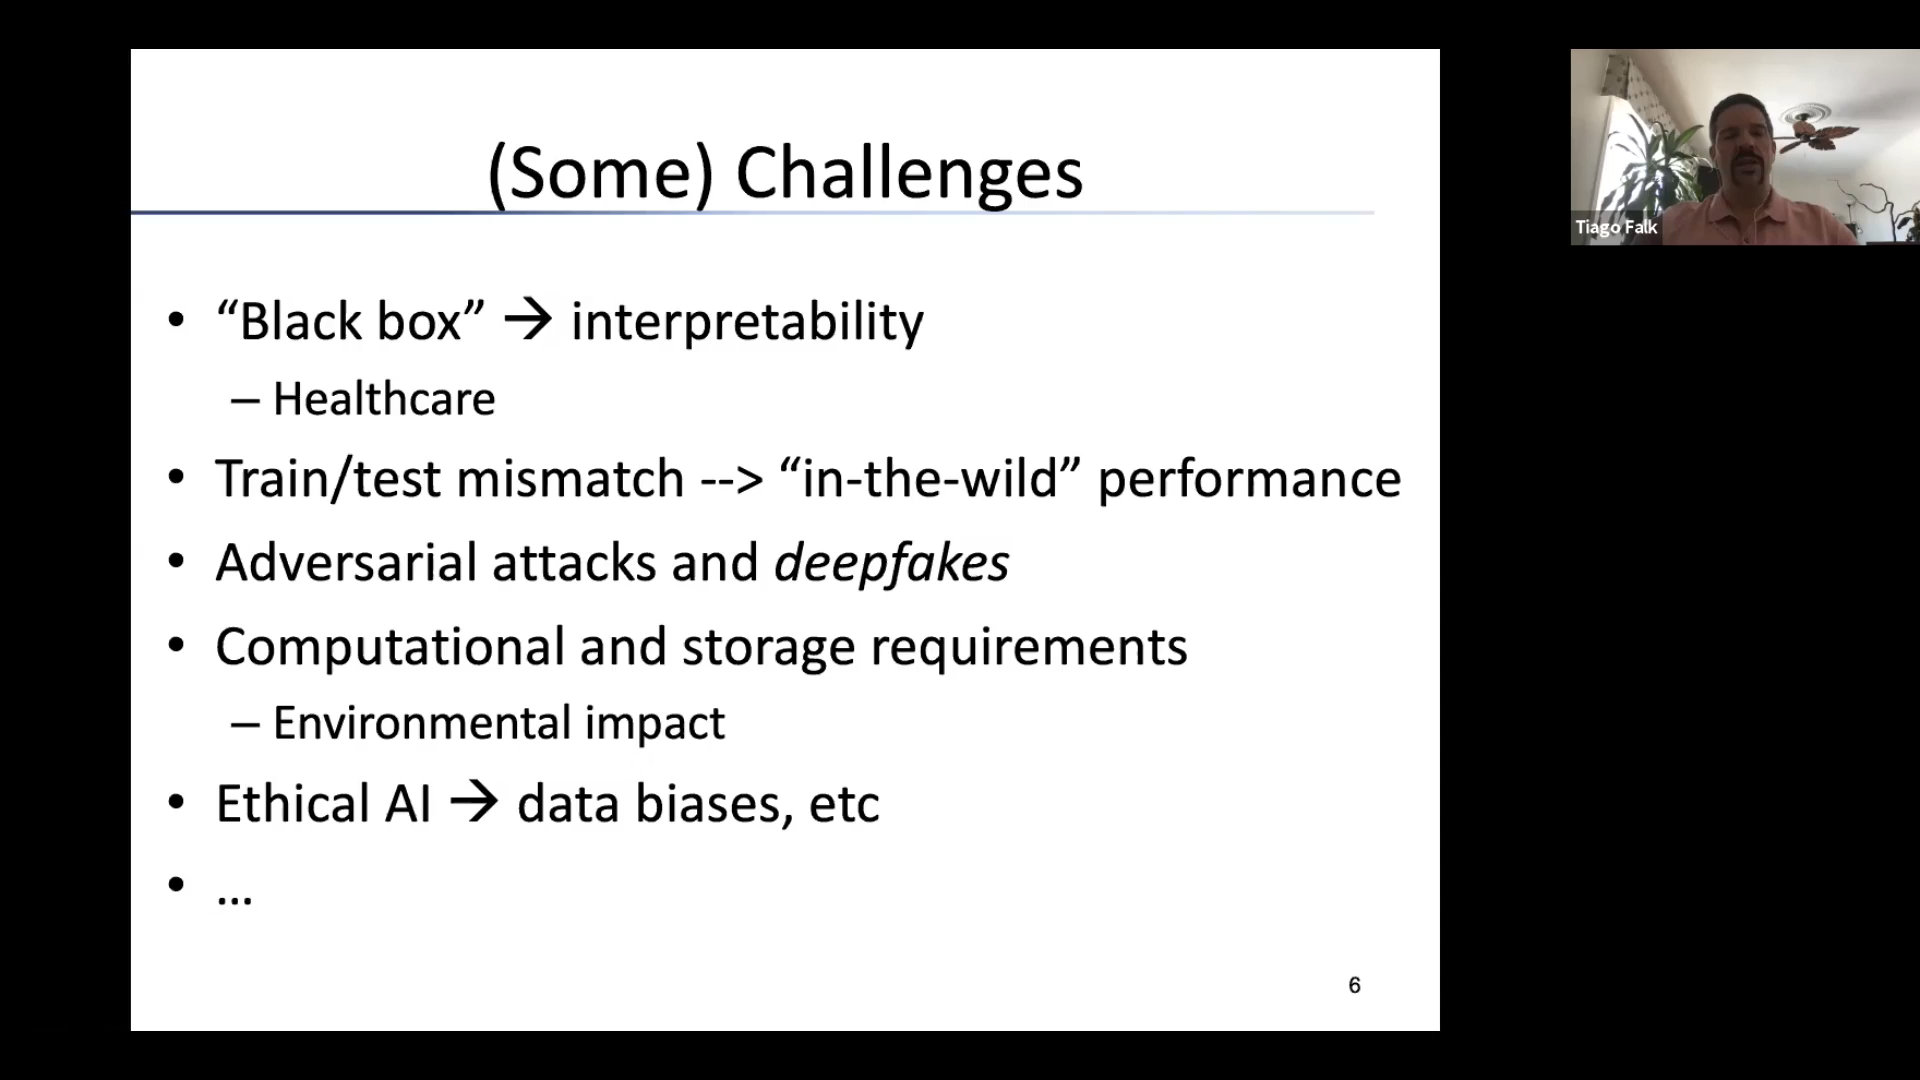 (Some) Challenges
• “Black box” → interpretability
– Healthcare
• Train/test mismatch --> “in-the-wild” performance
• Adversarial attacks and deepfakes
• Computational and storage requirements
– Environmental impact
• Ethical AI → data biases, etc
• …
6
Tiago Falk